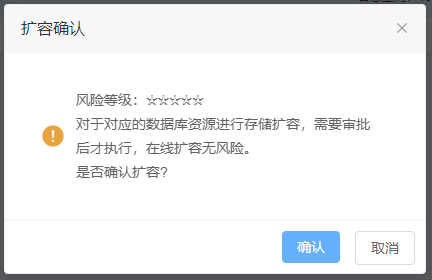 扩容确认
风险等级：☆☆☆☆☆
对于对应的数据库资源进行存储扩容，需要审批
后才执行，在线扩容无风险。
是否确认扩容？
确认
取消